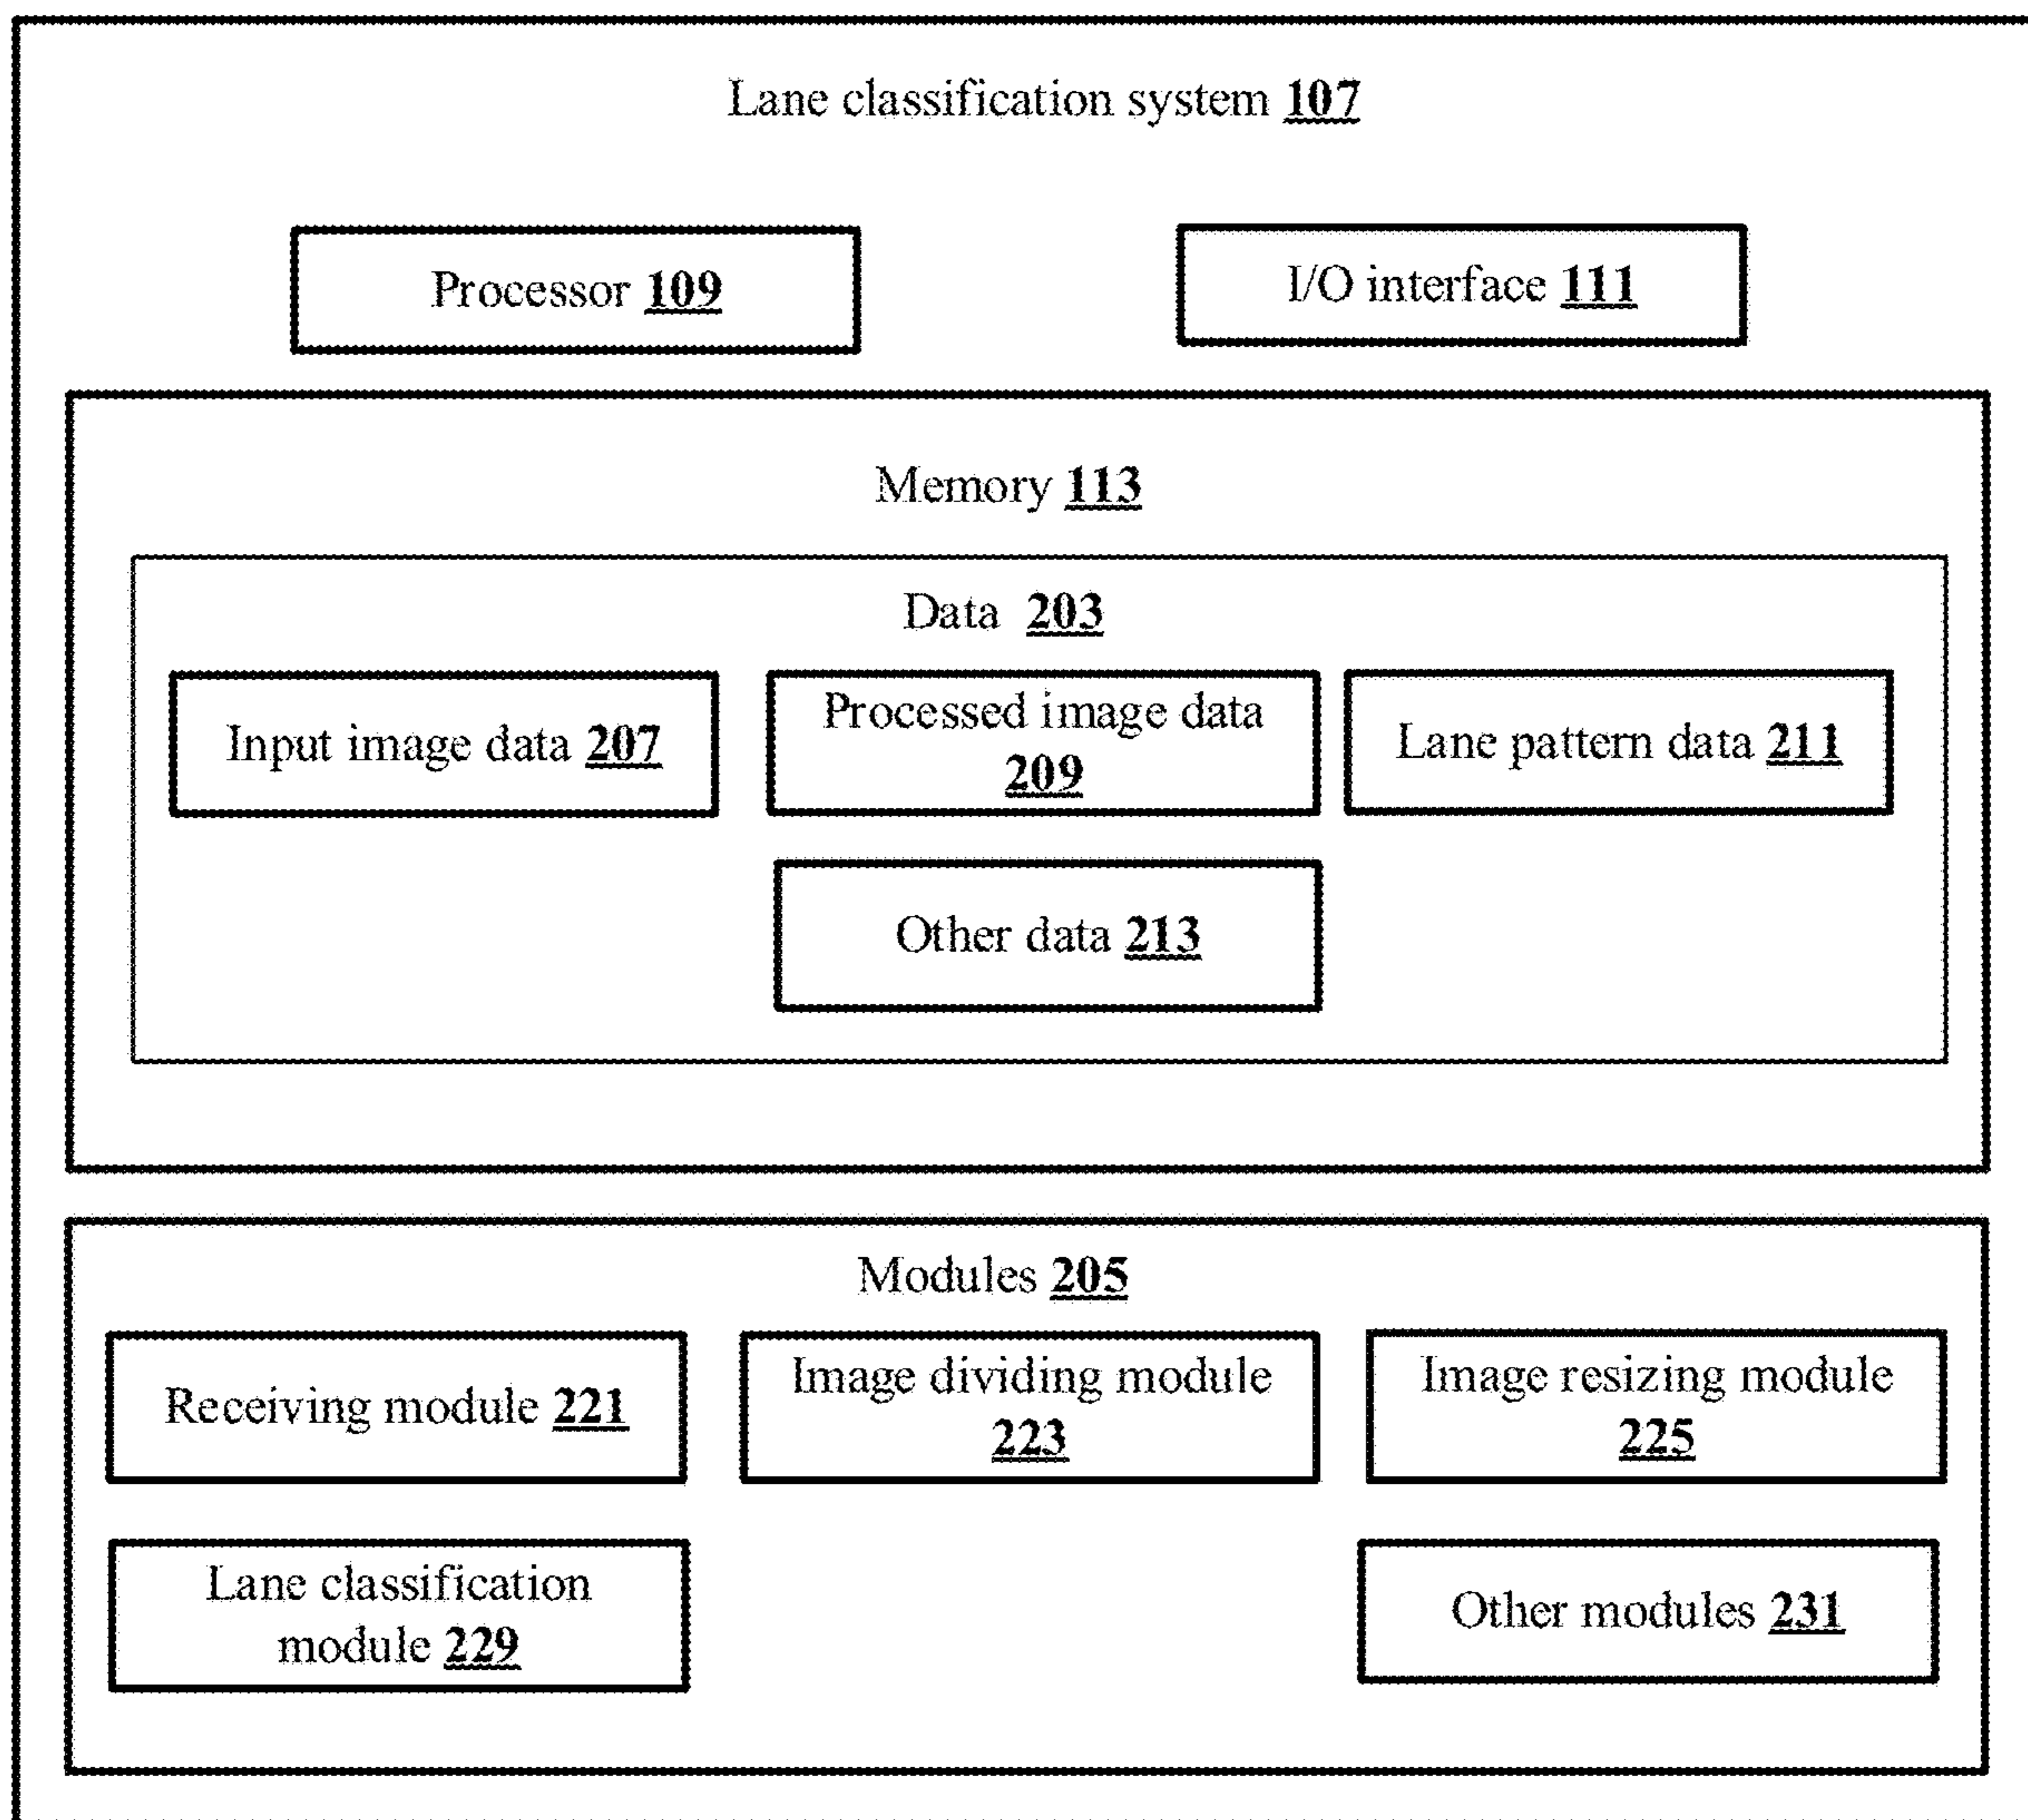 Lane classification system 107
Processor 109
I/O interface 111
Memory 113
Data 203
Input image data 207
Processed image data
209
Lane pattern data 211
Other data 213
Modules 205
Receiving module 221
Image dividing module
223
Image resizing module
225
Lane classification
module 229
Other modules 231